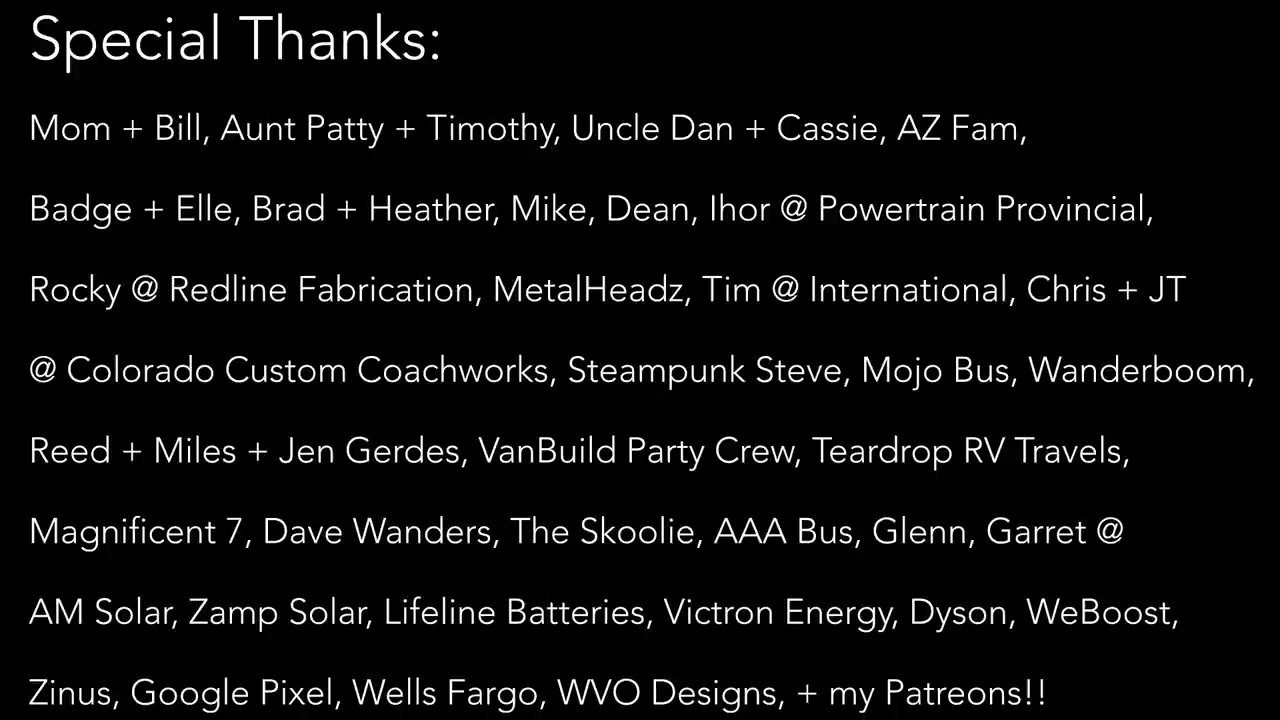 Special Thanks:
Mom + Bill, Aunt Patty + Timothy, Uncle Dan + Cassie, AZ Fam,
Badge + Elle, Brad + Heather, Mike, Dean, Ihor @ Powertrain Provincial,
Rocky @ Redline Fabrication, MetalHeadz, Tim @ International, Chris + JT
@ Colorado Custom Coachworks, Steampunk Steve, Mojo Bus, Wanderboom,
Reed + Miles + Jen Gerdes, VanBuild Party Crew, Teardrop RV Travels,
Magnificent 7, Dave Wanders, The Skoolie, AAA Bus, Glenn, Garret @
AM Solar, Zamp Solar, Lifeline Batteries, Victron Energy, Dyson, WeBoost,
Zinus, Google Pixel, Wells Fargo, WVO Designs, + my Patreons!!